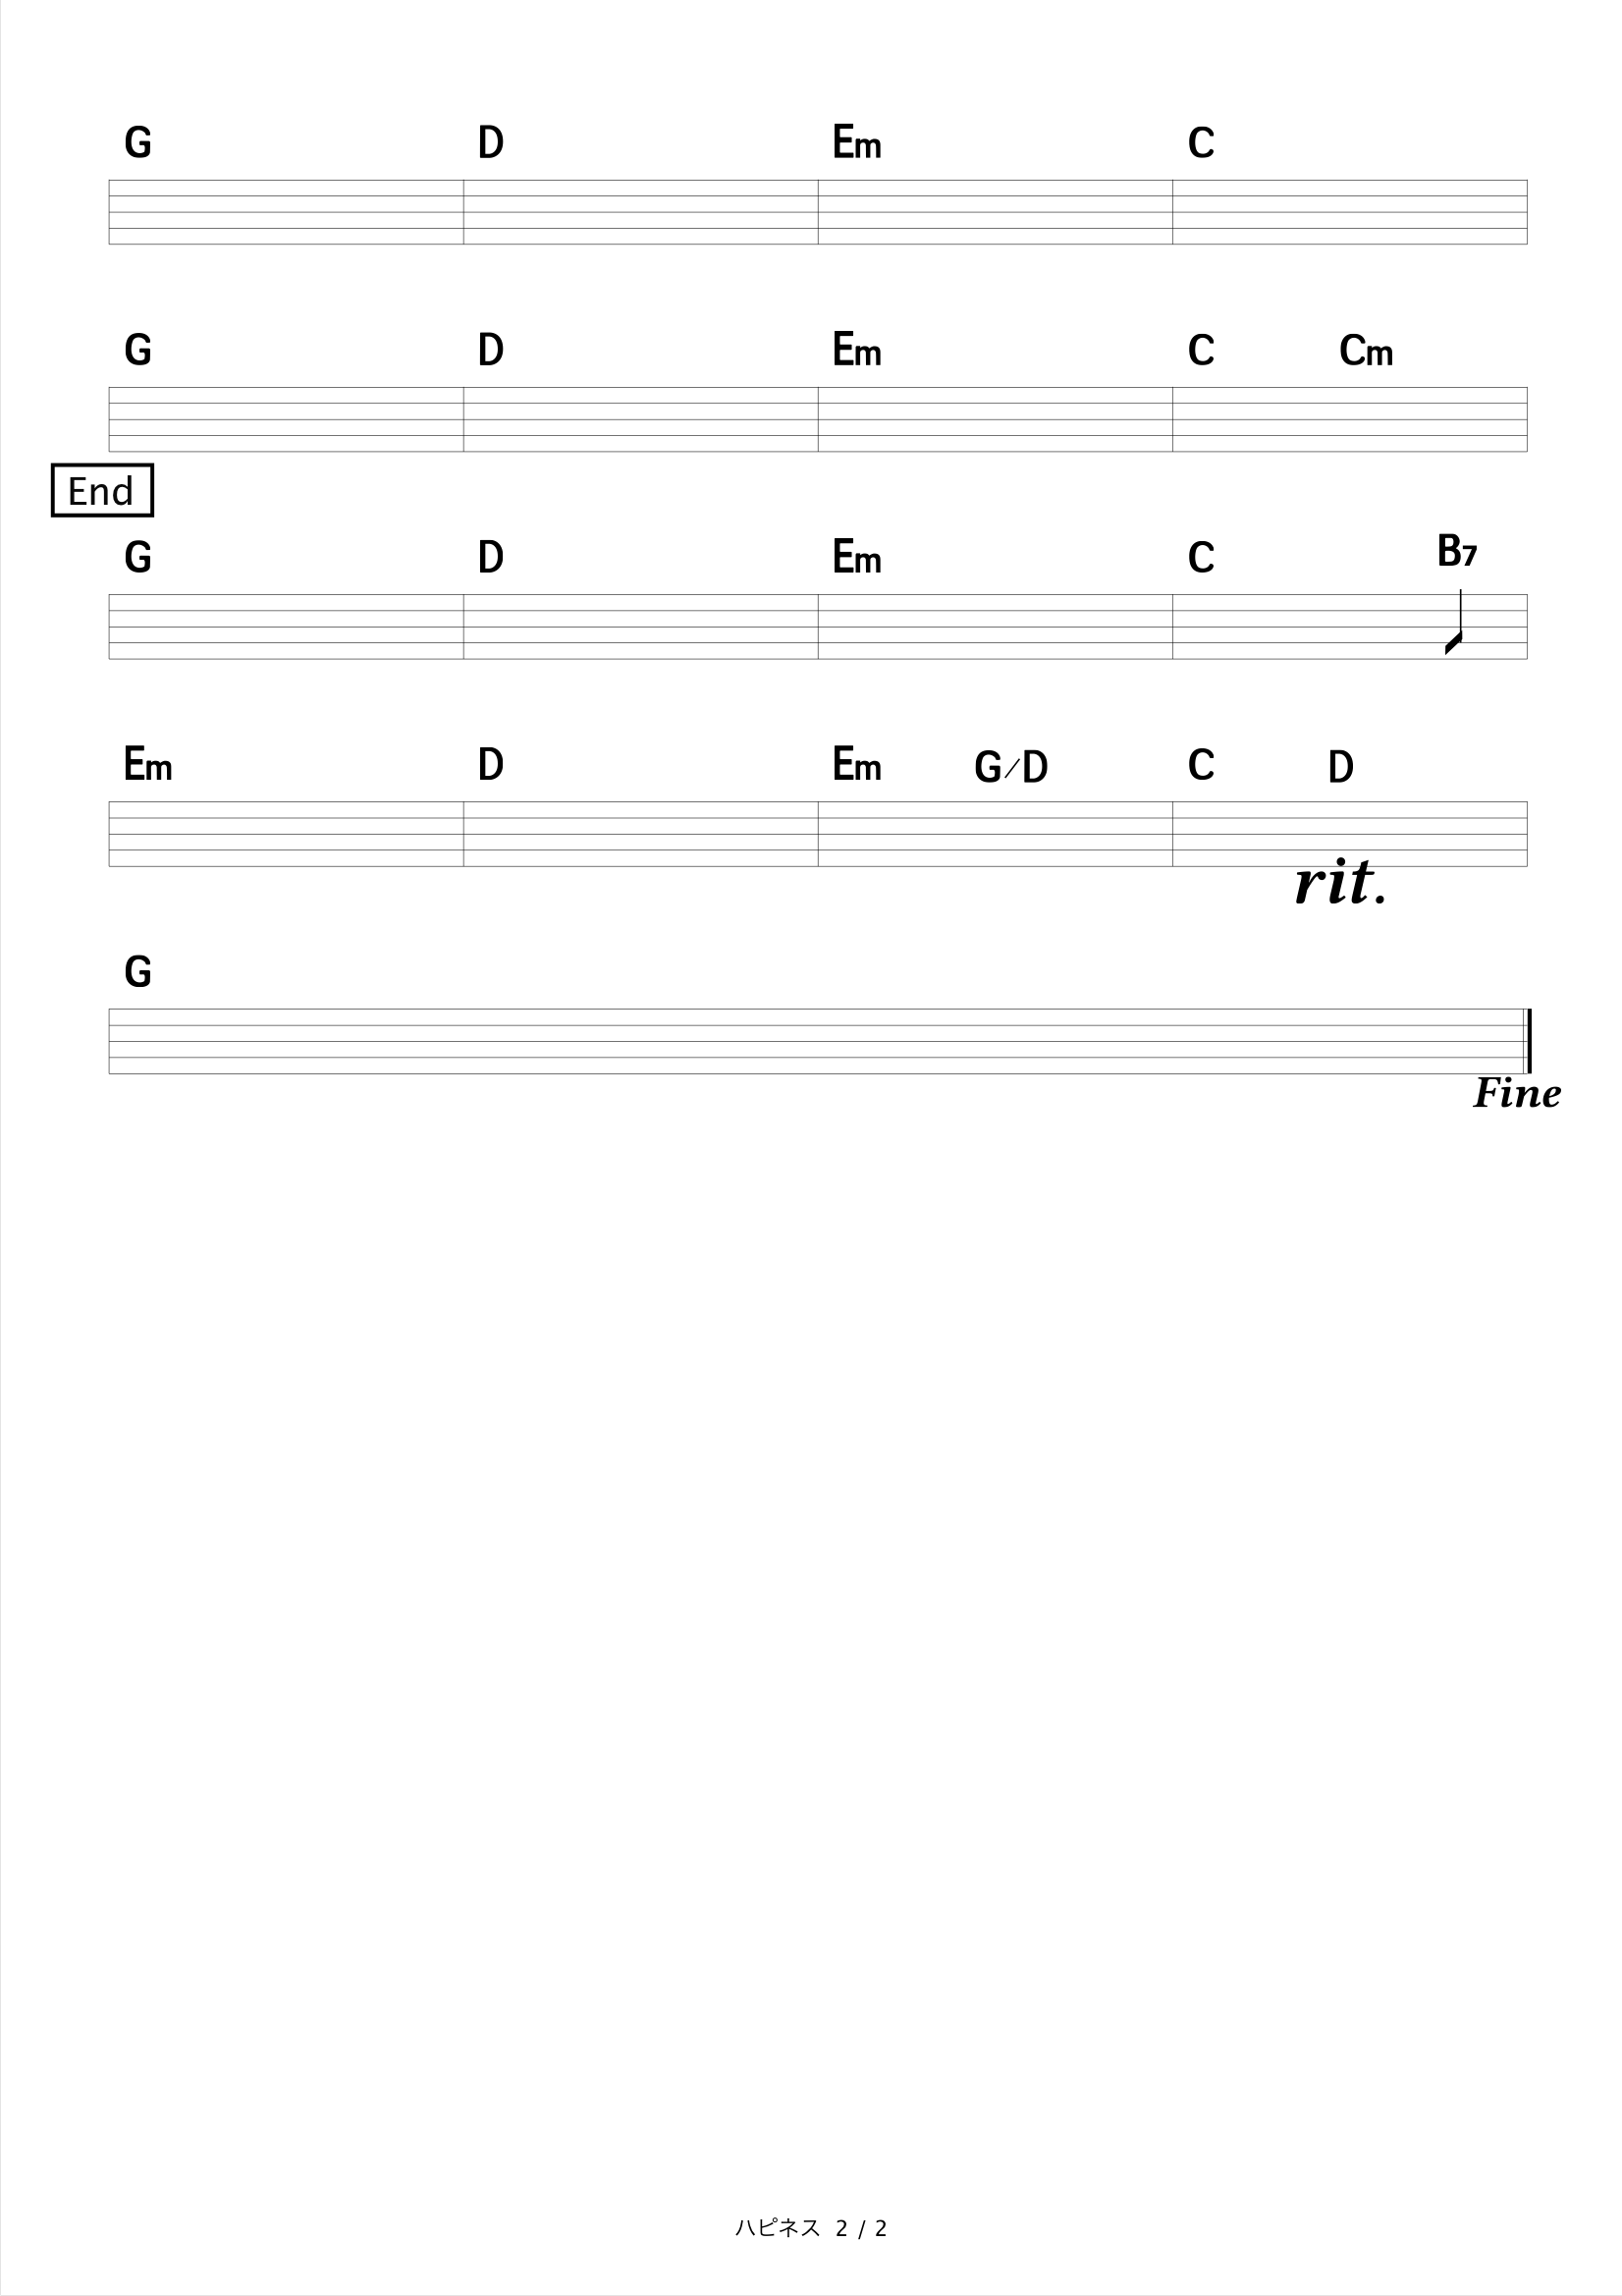 G D Em C
G D Em C Cm
End
G D Em C B7
Em D Em G/D C D
rit.
G
Fine
ハピネス 2 / 2